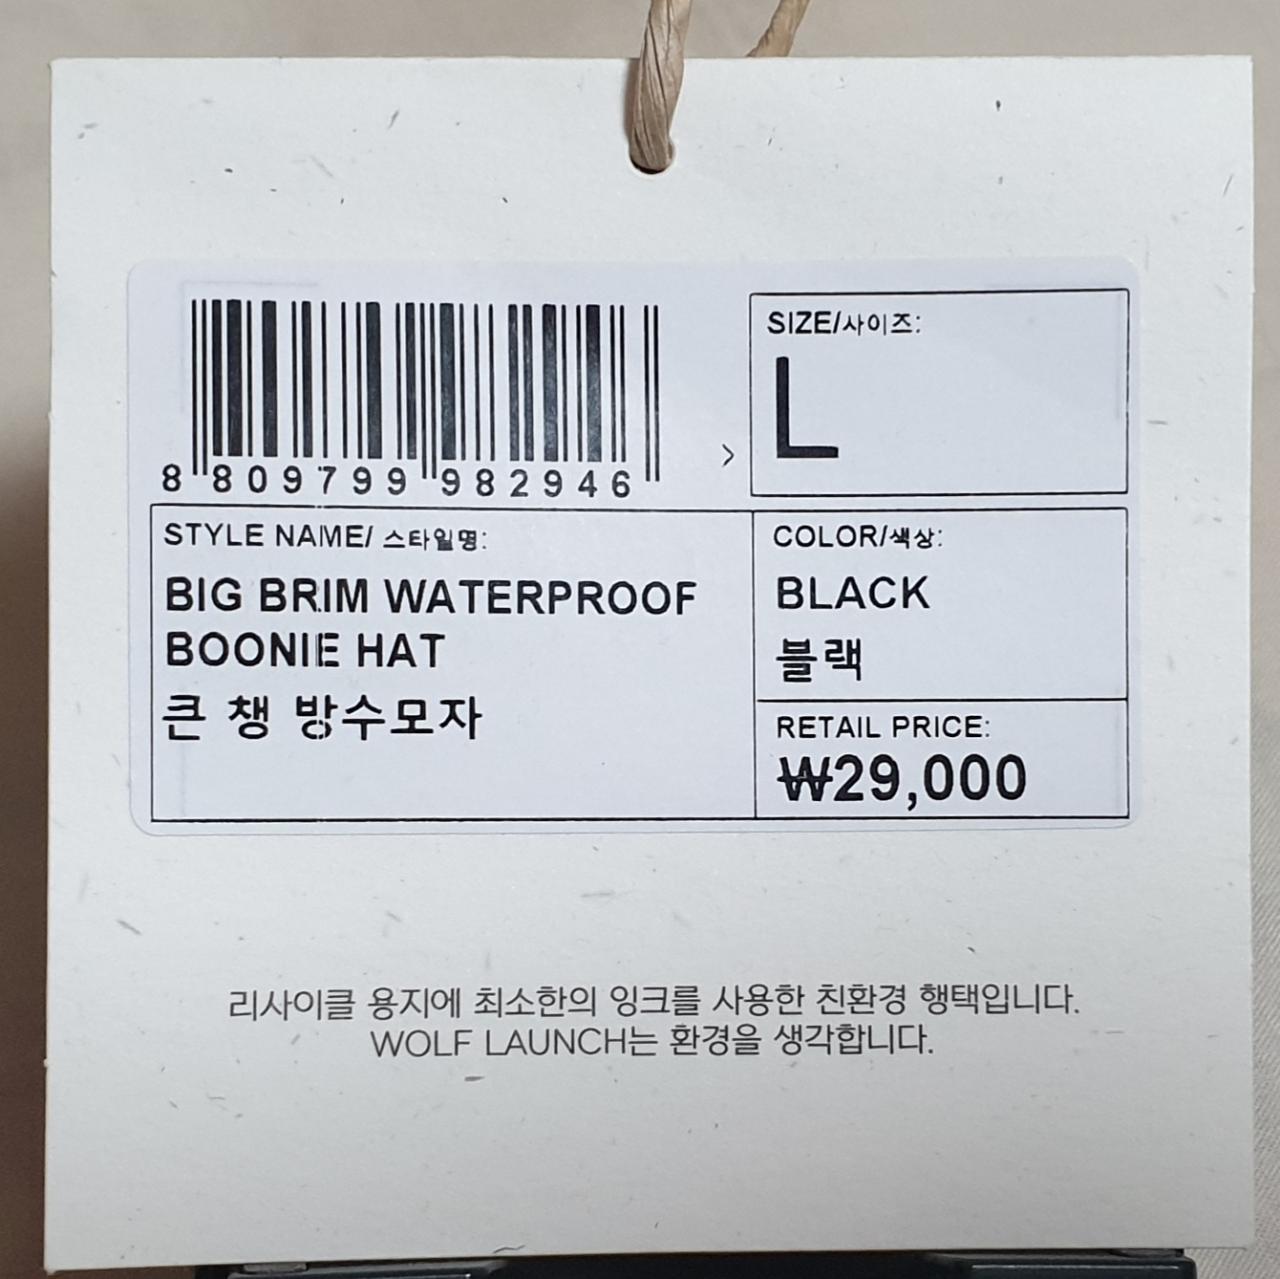 8 809799 982946 >
SIZE/사이즈:
L
STYLE NAME/ 스타일명:
BIG BRIM WATERPROOF
BOONIE HAT
큰 챙 방수모자
COLOR/색상:
BLACK
블랙
RETAIL PRICE:
₩29,000
리사이클 용지에 최소한의 잉크를 사용한 친환경 행택입니다.
WOLF LAUNCH는 환경을 생각합니다.